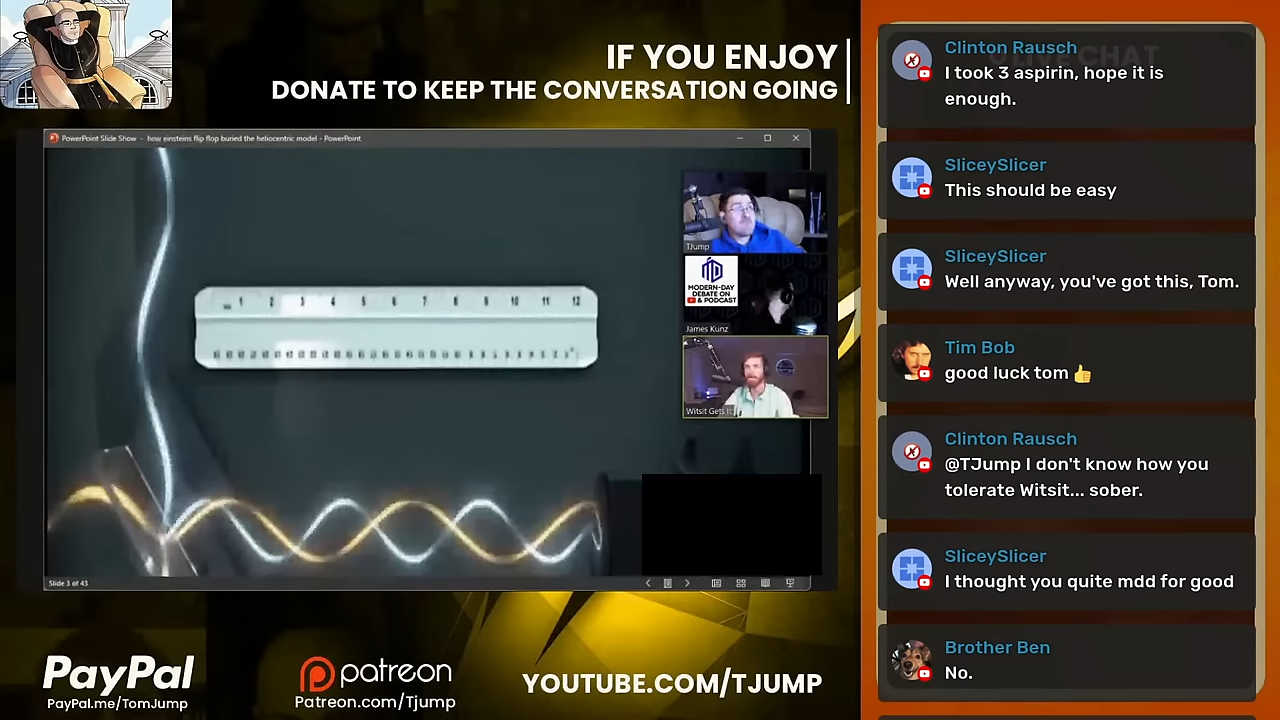 IF YOU ENJOY
DONATE TO KEEP THE CONVERSATION GOING
PowerPoint Slide Show - how einsteins flip flop buried the heliocentric model - PowerPoint
1 2 3 4 5 6 7 8 9 10 11 12
TJump
MODERN-DAY
DEBATE ON
& PODCAST
James Kunz
Witsit Gets It
Slide 3 of 43
PayPal
PayPal.me/TomJump
patreon
Patreon.com/Tjump
YOUTUBE.COM/TJUMP
CHAT
Clinton Rausch
I took 3 aspirin, hope it is
enough.
SliceySlicer
This should be easy
SliceySlicer
Well anyway, you've got this, Tom.
Tim Bob
good luck tom 👍
Clinton Rausch
@TJump I don't know how you
tolerate Witsit... sober.
SliceySlicer
I thought you quite mdd for good
Brother Ben
No.